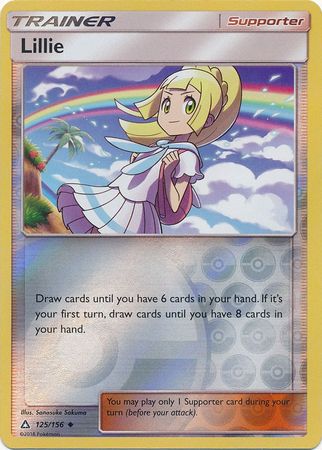 TRAINER Supporter
Lillie
Draw cards until you have 6 cards in your hand. If it's
your first turn, draw cards until you have 8 cards in
your hand.
You may play only 1 Supporter card during your
turn (before your attack).
Illus. Sanosuke Sakuma
125/156 ◆
©2018 Pokémon